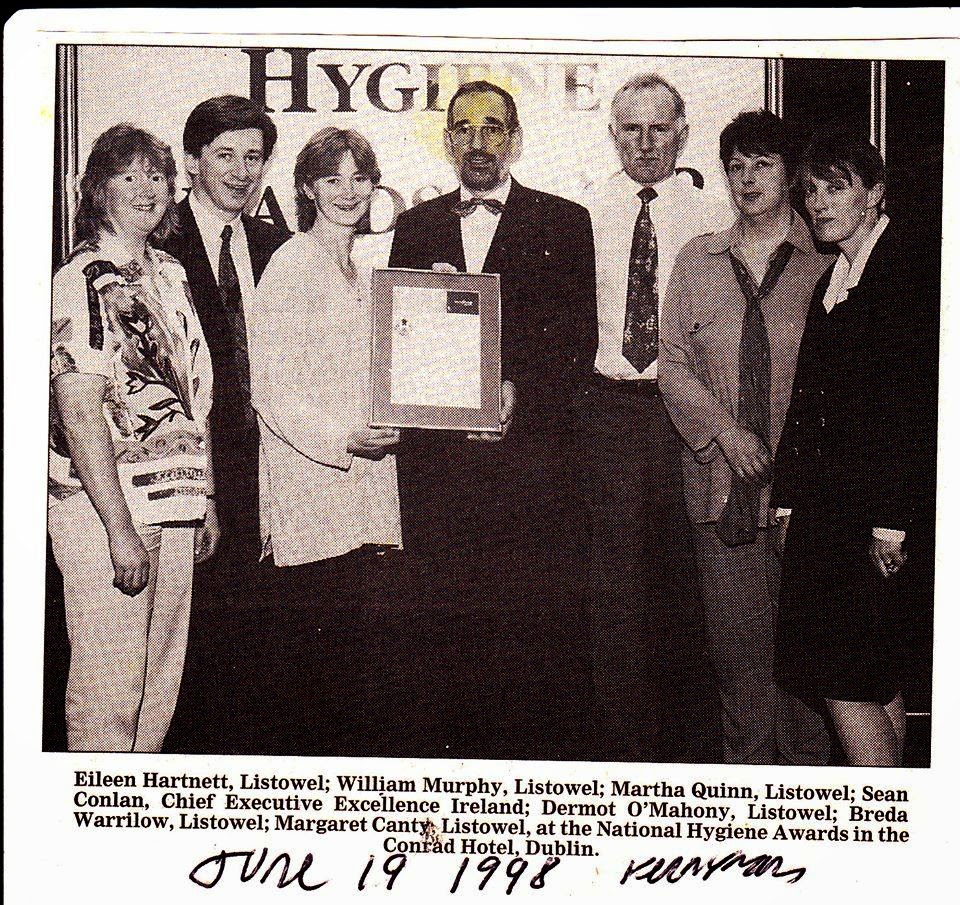 HYGIENE
Eileen Hartnett, Listowel; William Murphy, Listowel; Martha Quinn, Listowel; Sean
Conlan, Chief Executive Excellence Ireland; Dermot O'Mahony, Listowel; Breda
Warrilow, Listowel; Margaret Canty, Listowel, at the National Hygiene Awards in the
Conrad Hotel, Dublin.
JUNE 19 1998 Kerryman